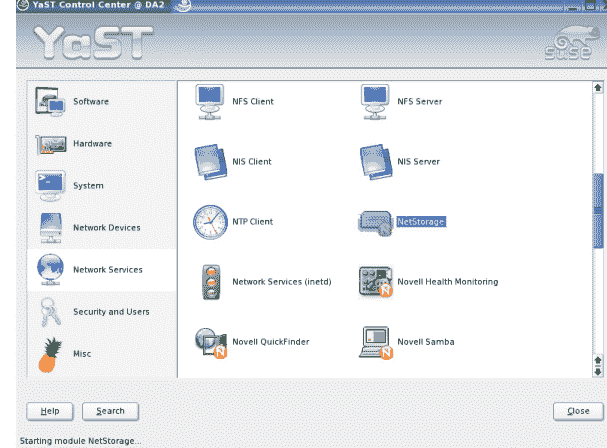 YaST Control Center @ DA2
YaST
suse
Software
Hardware
System
Network Devices
Network Services
Security and Users
Misc
NFS Client
NFS Server
NIS Client
NIS Server
NTP Client
NetStorage
Network Services (inetd)
Novell Health Monitoring
Novell QuickFinder
Novell Samba
Help
Search
Close
Starting module NetStorage...